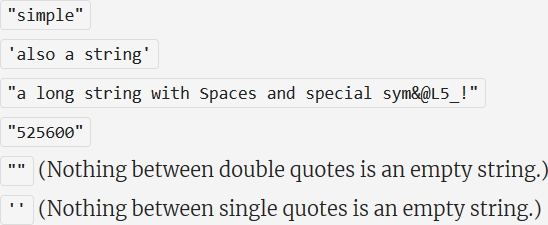 "simple"
'also a string'
"a long string with Spaces and special sym&@L5_!"
"525600"
"" (Nothing between double quotes is an empty string.)
'' (Nothing between single quotes is an empty string.)